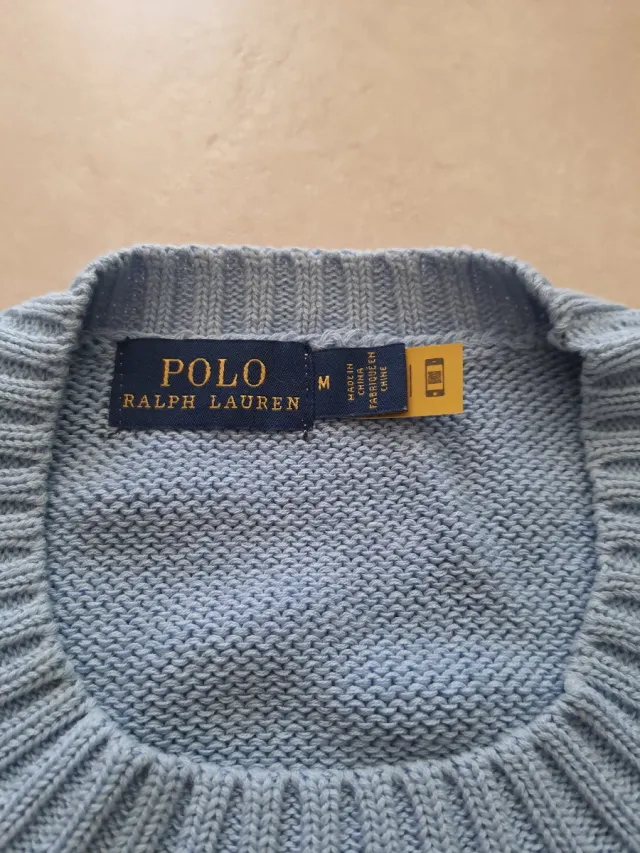 POLO
RALPH LAUREN
M
MADE IN
CHINA
FABRIQUÉ EN
CHINE